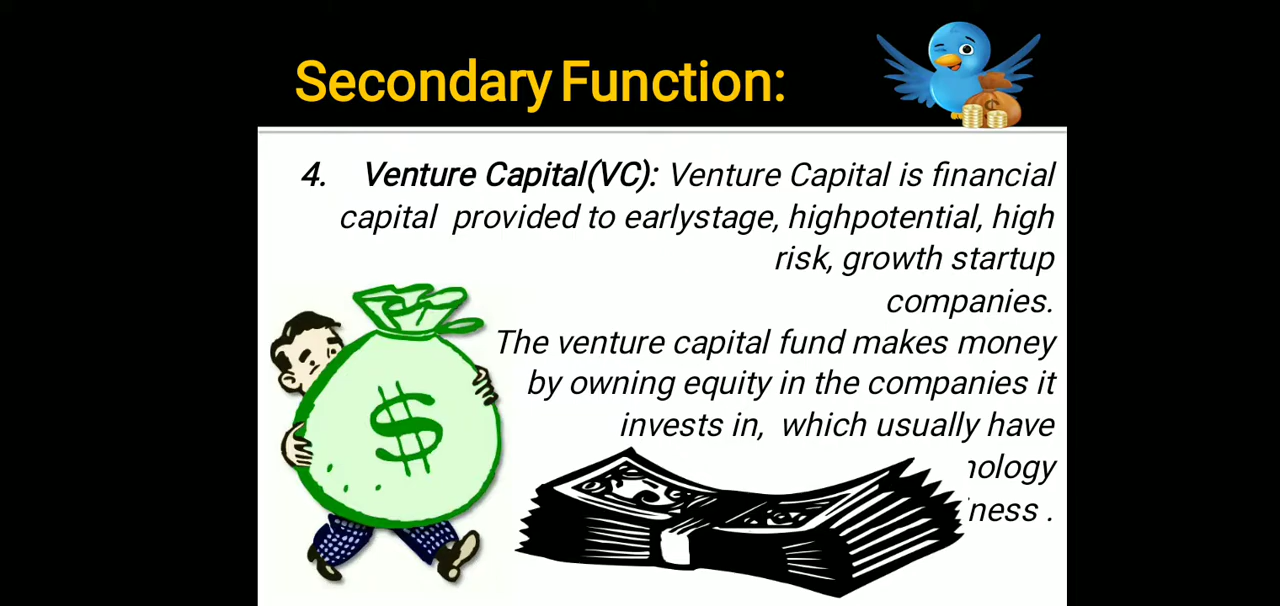 Secondary Function:
4. Venture Capital(VC): Venture Capital is financial
capital provided to earlystage, highpotential, high
risk, growth startup
companies.
The venture capital fund makes money
by owning equity in the companies it
invests in, which usually have
$